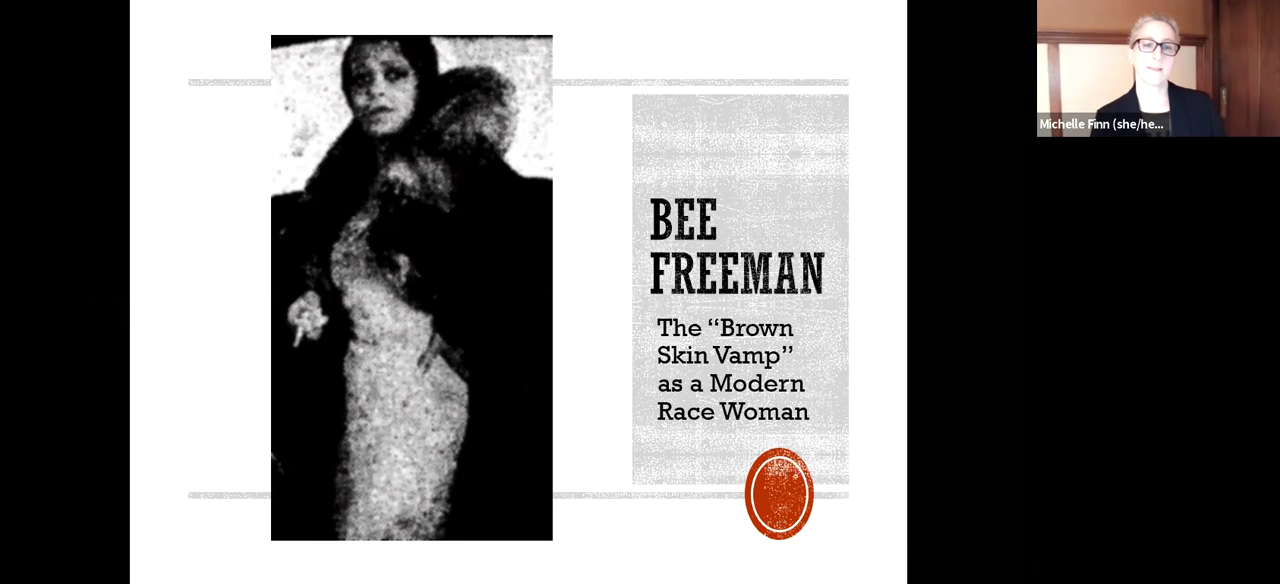 BEE
FREEMAN
The “Brown
Skin Vamp”
as a Modern
Race Woman
Michelle Finn (she/he...